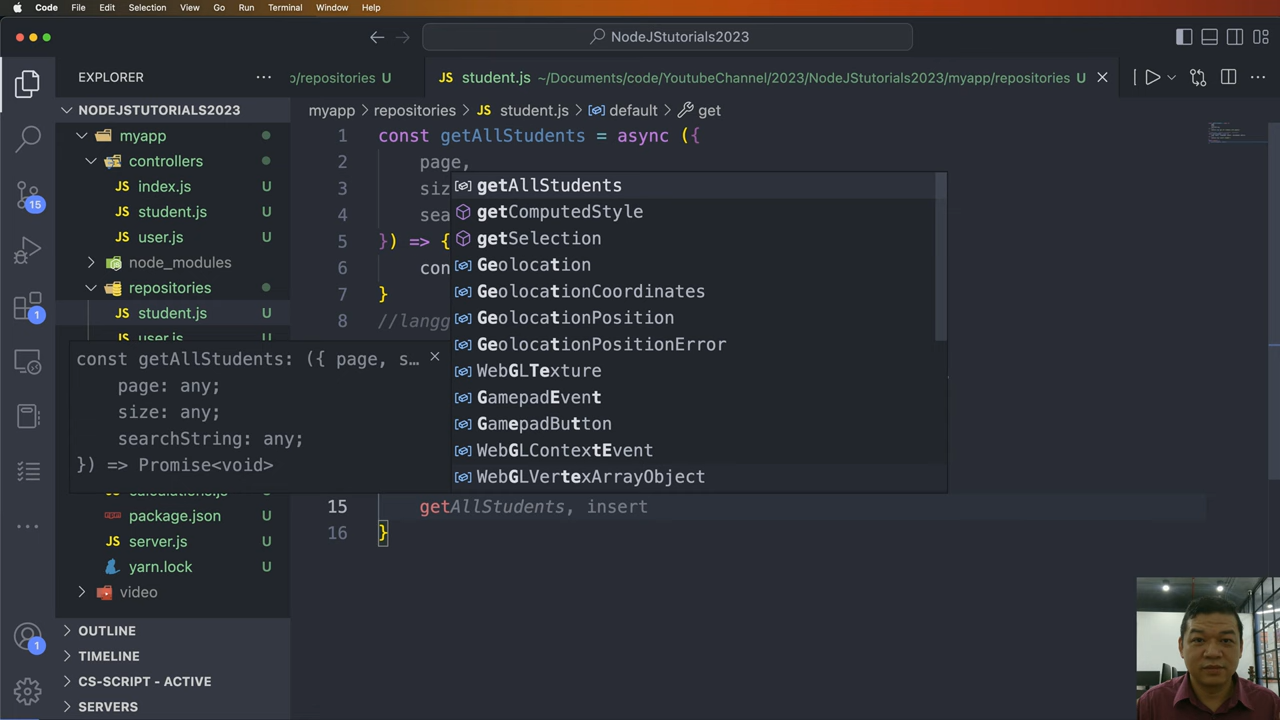 Code File Edit Selection View Go Run Terminal Window Help
NodeJStutorials2023
EXPLORER
p/repositories U
JS student.js ~/Documents/code/YoutubeChannel/2023/NodeJStutorials2023/myapp/repositories U
NODEJSTUTORIALS2023
myapp
controllers
JS index.js U
JS student.js U
JS user.js U
node_modules
repositories
JS student.js U
JS user.js U
package.json U
JS server.js U
yarn.lock U
video
OUTLINE
TIMELINE
CS-SCRIPT - ACTIVE
SERVERS
15
1
1
myapp > repositories > JS student.js > default > get
1 const getAllStudents = async ({
2 page,
3 siz
4 sea
5 }) => {
6 con
7 }
8 //langg
15 getAllStudents, insert
16 }
getAllStudents
getComputedStyle
getSelection
Geolocation
GeolocationCoordinates
GeolocationPosition
GeolocationPositionError
WebGLTexture
GamepadEvent
GamepadButton
WebGLContextEvent
WebGLVertexArrayObject
const getAllStudents: ({ page, s…
page: any;
size: any;
searchString: any;
}) => Promise<void>